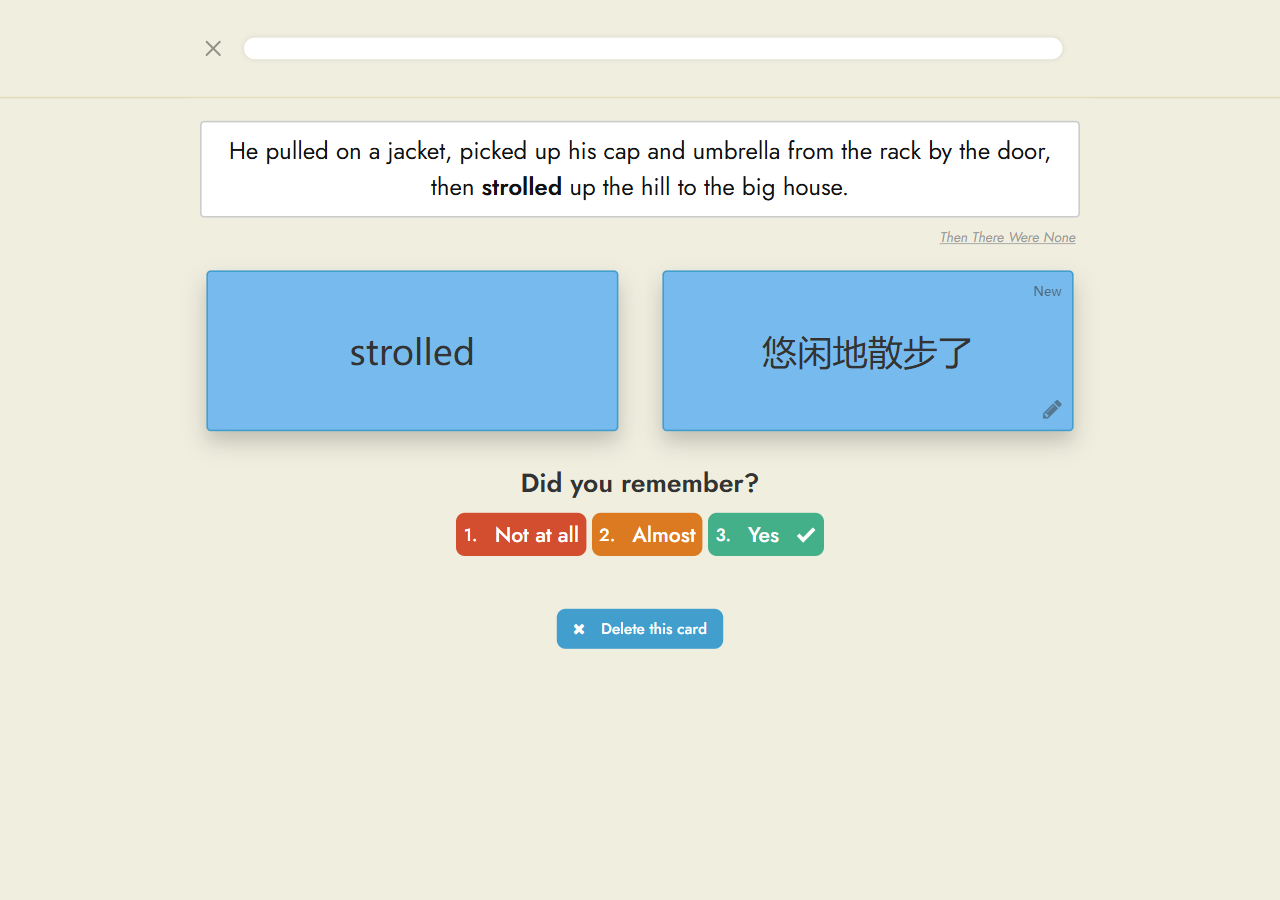 He pulled on a jacket, picked up his cap and umbrella from the rack by the door,
then strolled up the hill to the big house.
Then There Were None
strolled
New
悠闲地散步了
Did you remember?
1. Not at all
2. Almost
3. Yes
Delete this card